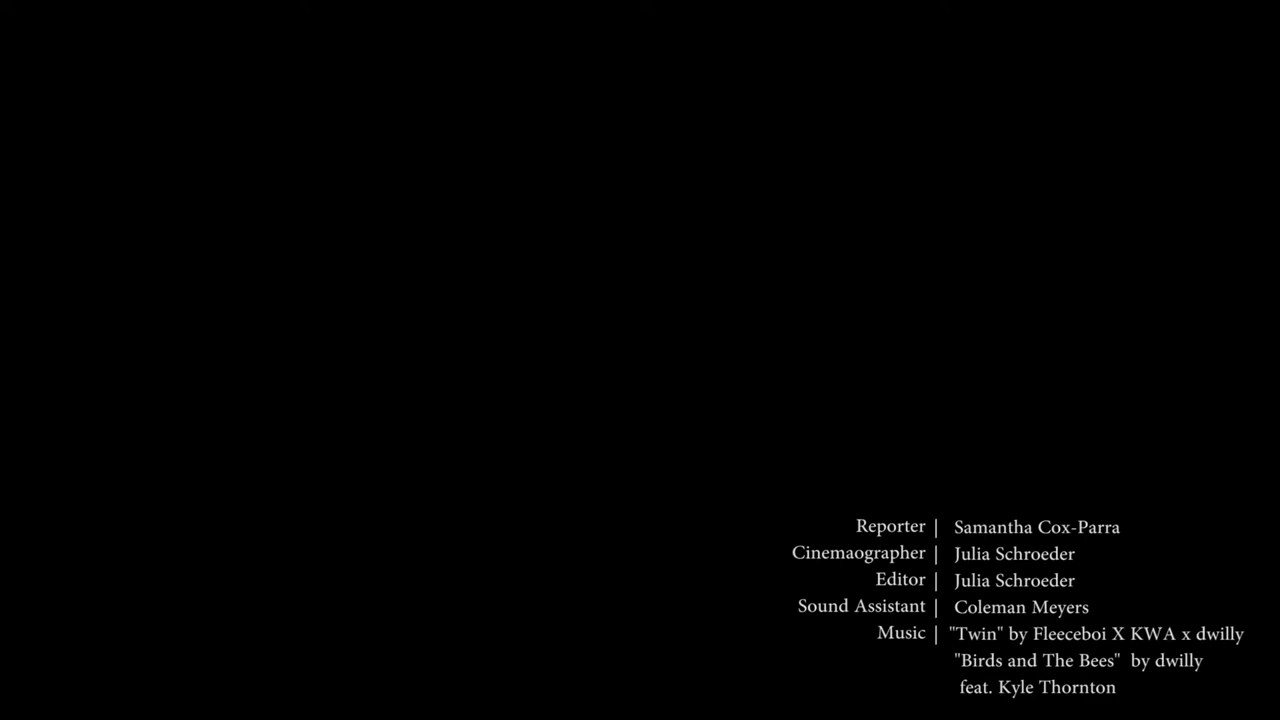 Reporter | Samantha Cox-Parra
Cinemaographer | Julia Schroeder
Editor | Julia Schroeder
Sound Assistant | Coleman Meyers
Music | "Twin" by Fleeceboi X KWA x dwilly
"Birds and The Bees" by dwilly
feat. Kyle Thornton